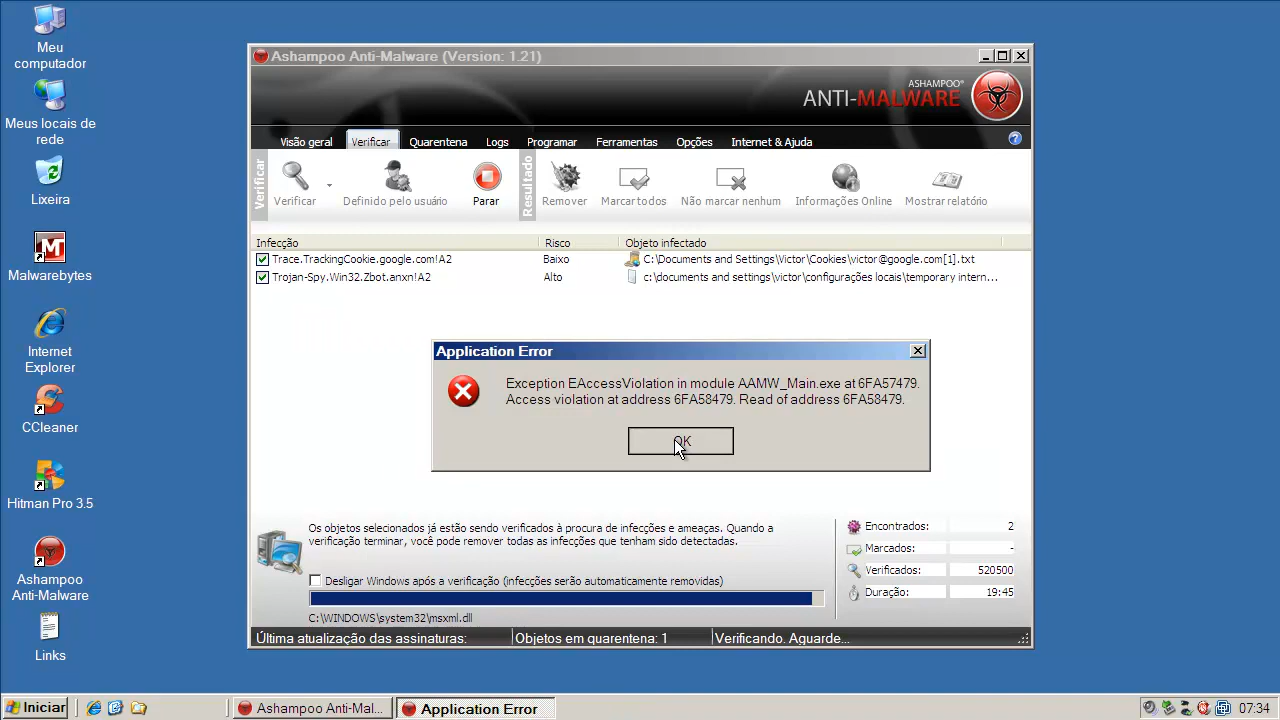 Meu
computador
Meus locais de
rede
Lixeira
Malwarebytes
Internet
Explorer
CCleaner
Hitman Pro 3.5
Ashampoo
Anti-Malware
Links
Ashampoo Anti-Malware (Version: 1.21)
ASHAMPOO®
ANTI-MALWARE
Visão geral Verificar Quarentena Logs Programar Ferramentas Opções Internet & Ajuda
Verificar
Verificar Definido pelo usuário Parar
Resultado
Remover Marcar todos Não marcar nenhum Informações Online Mostrar relatório
Infecção Risco Objeto infectado
Trace.TrackingCookie.google.com!A2 Baixo C:\Documents and Settings\Victor\Cookies\victor@google.com[1].txt
Trojan-Spy.Win32.Zbot.anxn!A2 Alto c:\documents and settings\victor\configurações locais\temporary intern...
Application Error
Exception EAccessViolation in module AAMW_Main.exe at 6FA57479.
Access violation at address 6FA58479. Read of address 6FA58479.
OK
Os objetos selecionados já estão sendo verificados à procura de infecções e ameaças. Quando a
verificação terminar, você pode remover todas as infecções que tenham sido detectadas.
Desligar Windows após a verificação (infecções serão automaticamente removidas)
C:\WINDOWS\system32\msxml.dll
Encontrados: 2
Marcados: -
Verificados: 520500
Duração: 19:45
Última atualização das assinaturas: Objetos em quarentena: 1 Verificando. Aguarde...
Iniciar Ashampoo Anti-Mal... Application Error 07:34